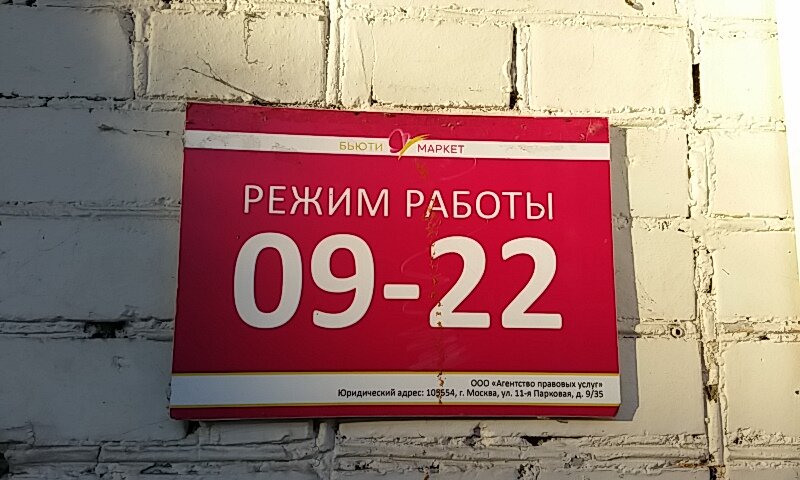 БЬЮТИ МАРКЕТ
РЕЖИМ РАБОТЫ
09-22
ООО «Агентство правовых услуг»
Юридический адрес: 105554, г. Москва, ул. 11-я Парковая, д. 9/35